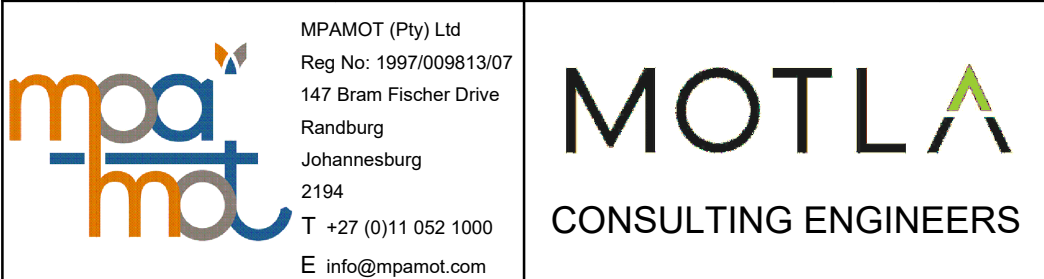 mpa
mot
MPAMOT (Pty) Ltd
Reg No: 1997/009813/07
147 Bram Fischer Drive
Randburg
Johannesburg
2194
T +27 (0)11 052 1000
E info@mpamot.com
MOTLA
CONSULTING ENGINEERS